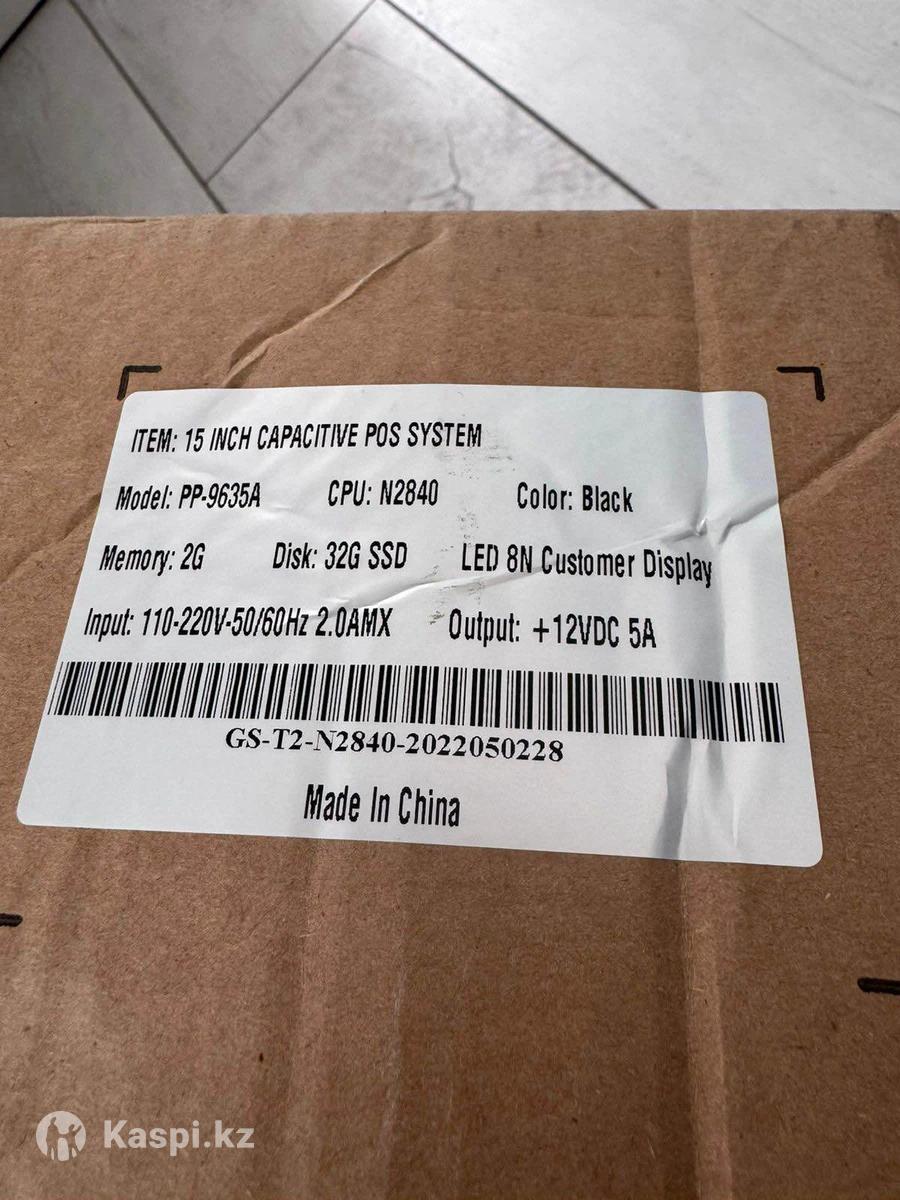 ITEM: 15 INCH CAPACITIVE POS SYSTEM
Model: PP-9635A CPU: N2840 Color: Black
Memory: 2G Disk: 32G SSD LED 8N Customer Display
Input: 110-220V-50/60Hz 2.0AMX Output: +12VDC 5A
GS-T2-N2840-2022050228
Made In China
Kaspi.kz